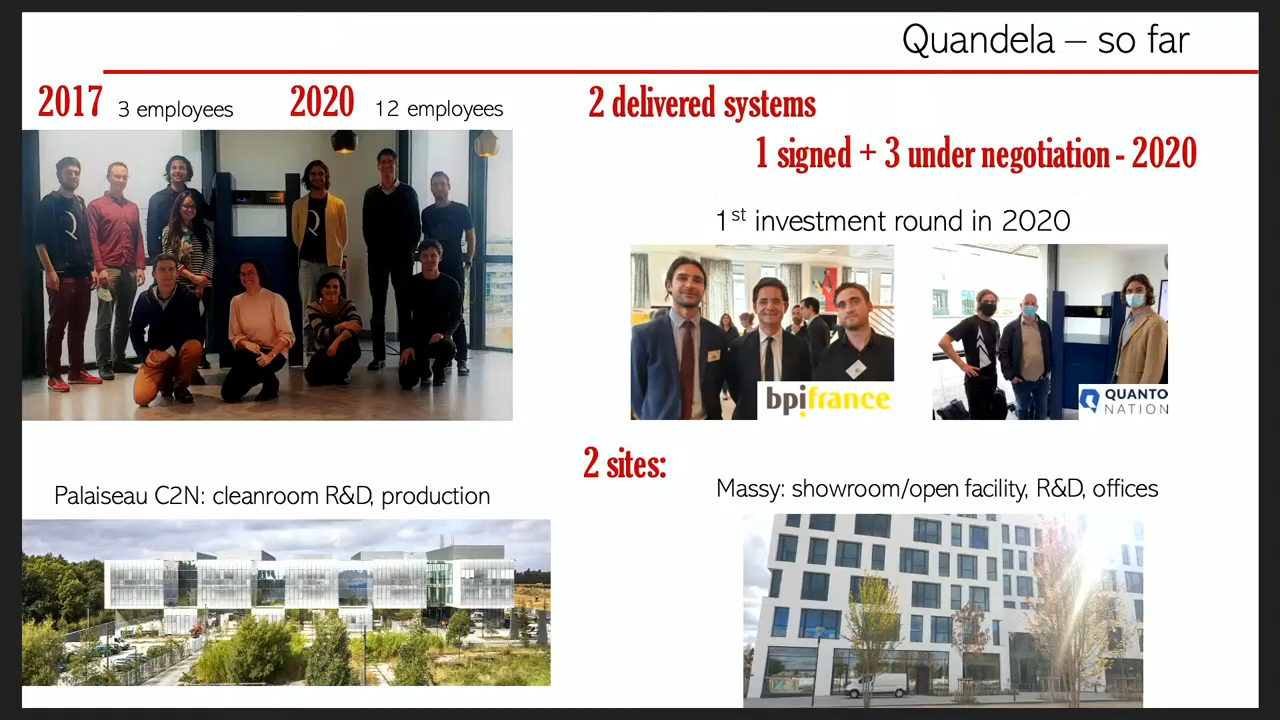 Quandela – so far
2017 3 employees 2020 12 employees
2 delivered systems
1 signed + 3 under negotiation - 2020
1st investment round in 2020
Q
Q
bpifrance
QUANTO
NATION
2 sites:
Palaiseau C2N: cleanroom R&D, production
Massy: showroom/open facility, R&D, offices